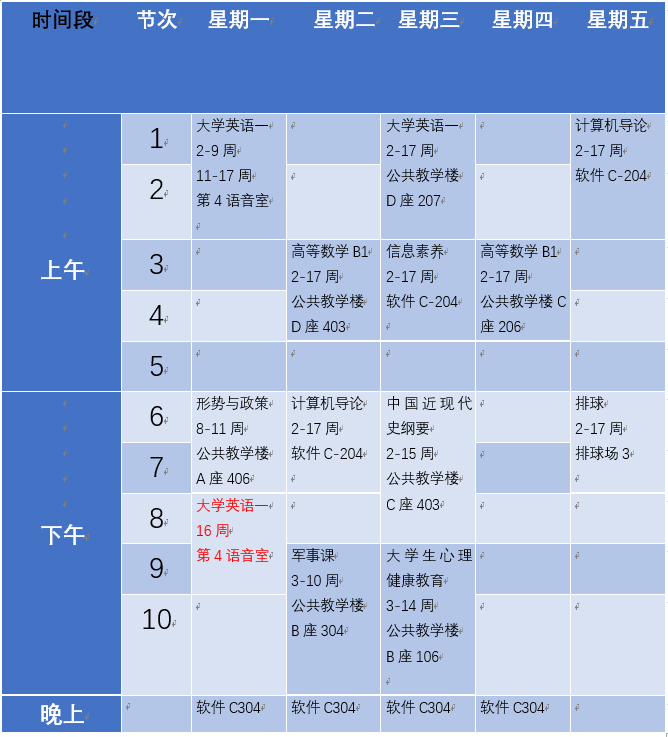 时间段 节次 星期一 星期二 星期三 星期四 星期五
上午
1
2
大学英语一
2-9 周
11-17 周
第 4 语音室
大学英语一
2-17 周
公共教学楼
D 座 207
计算机导论
2-17 周
软件 C-204
3
4
高等数学 B1
2-17 周
公共教学楼
D 座 403
信息素养
2-17 周
软件 C-204
高等数学 B1
2-17 周
公共教学楼 C
座 206
5
下午
6
7
形势与政策
8-11 周
公共教学楼
A 座 406
计算机导论
2-17 周
软件 C-204
中国近现代
史纲要
2-15 周
公共教学楼
C 座 403
排球
2-17 周
排球场 3
8
大学英语一
16 周
第 4 语音室
9
10
军事课
3-10 周
公共教学楼
B 座 304
大学生心理
健康教育
3-14 周
公共教学楼
B 座 106
晚上 软件 C304 软件 C304 软件 C304 软件 C304